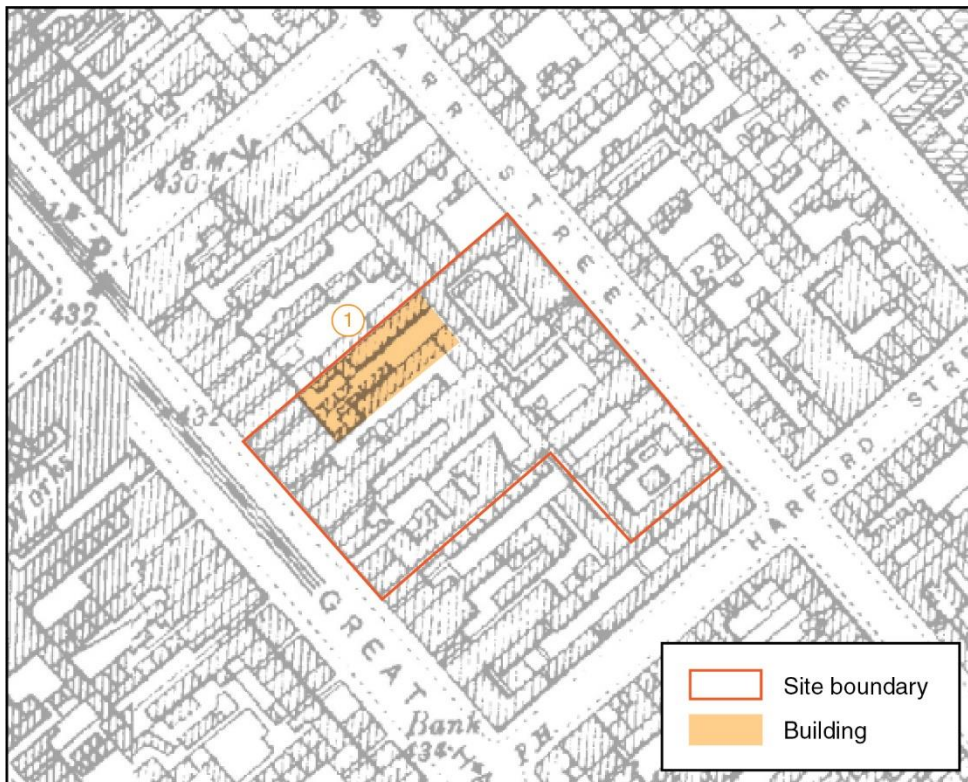 ARR STREET
TREET
B.M.
430
P.H.
432
432
Works
HARFORD STR
GREAT
Bank
434
P.H.
1
Site boundary
Building